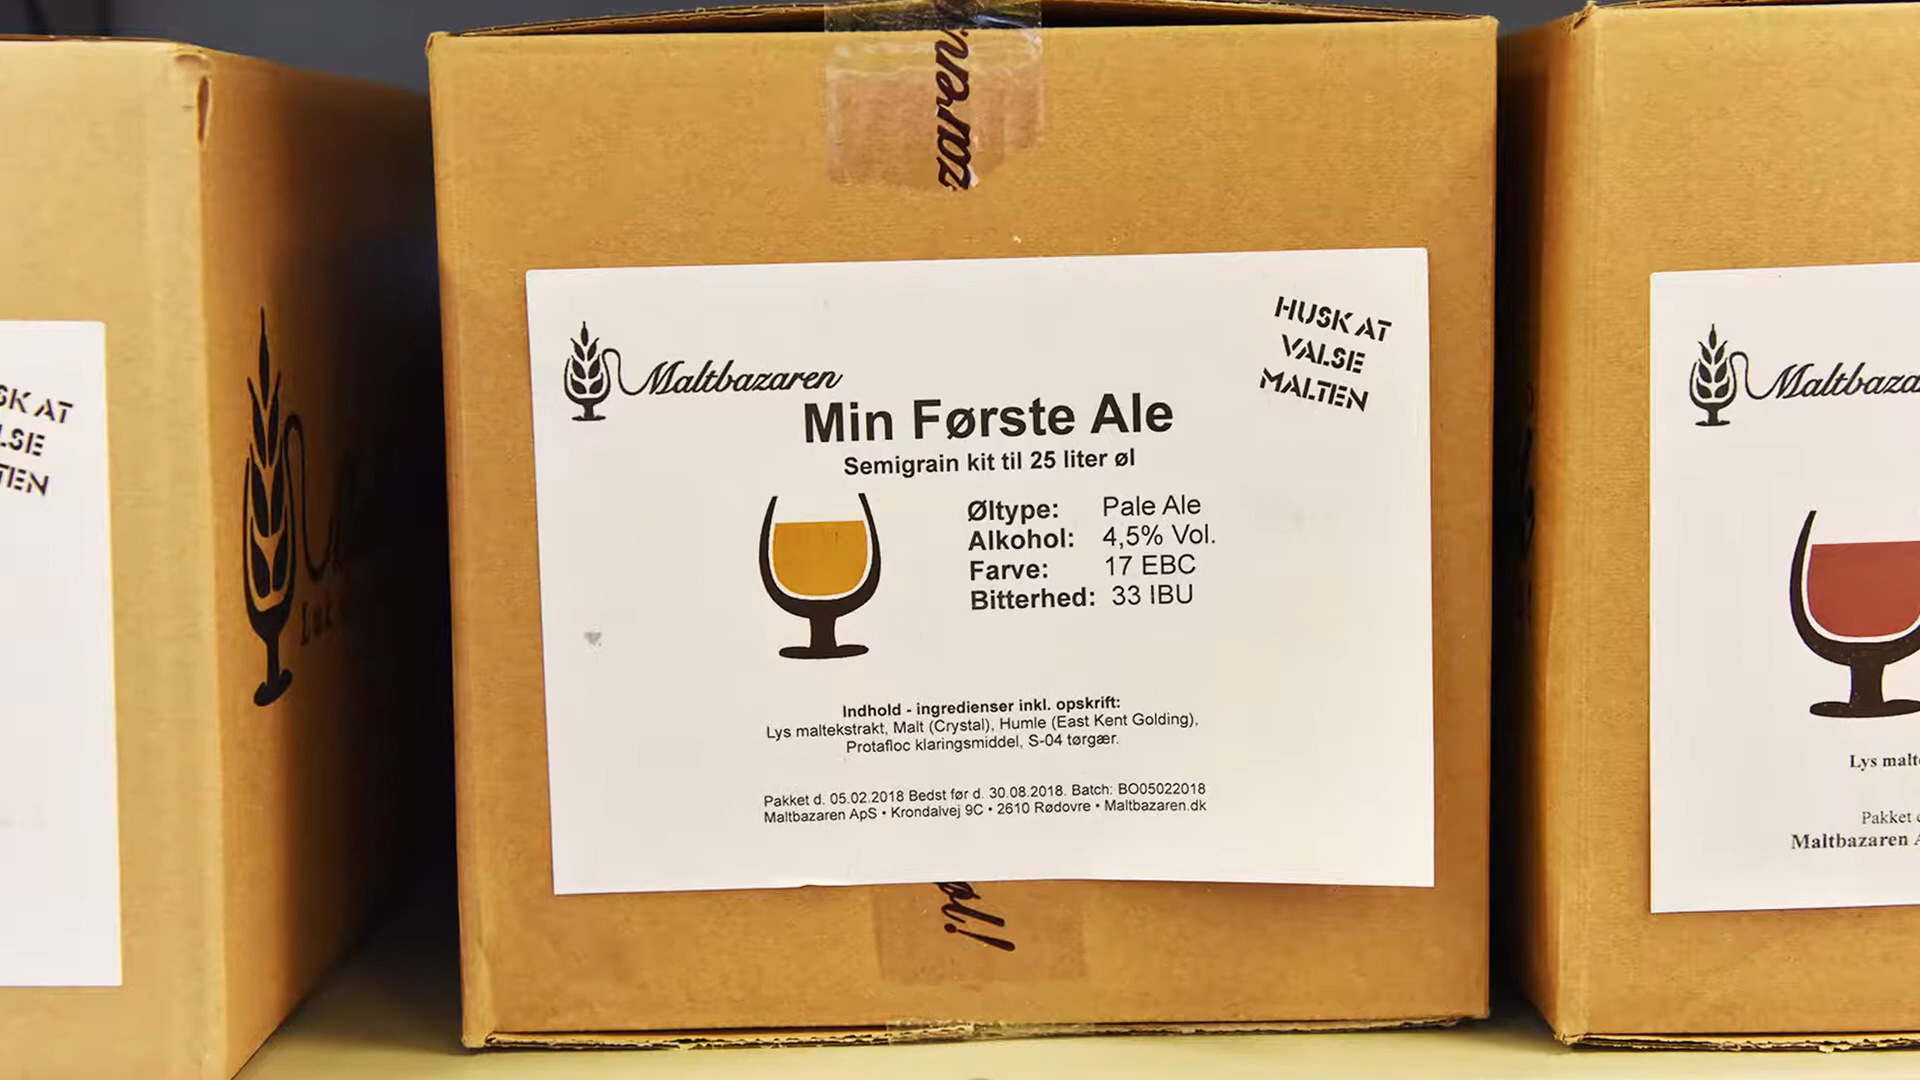 SK AT
LSE
TEN
zaren.
Maltbazaren
HUSK AT
VALSE
MALTEN
Min Første Ale
Semigrain kit til 25 liter øl
Øltype: Pale Ale
Alkohol: 4,5% Vol.
Farve: 17 EBC
Bitterhed: 33 IBU
Indhold - ingredienser inkl. opskrift:
Lys maltekstrakt, Malt (Crystal), Humle (East Kent Golding),
Protafloc klaringsmiddel, S-04 tørgær.
Pakket d. 05.02.2018 Bedst før d. 30.08.2018. Batch: BO05022018
Maltbazaren ApS • Krondalvej 9C • 2610 Rødovre • Maltbazaren.dk
øl!
Maltbaza
Lys malt
Pakket
Maltbazaren